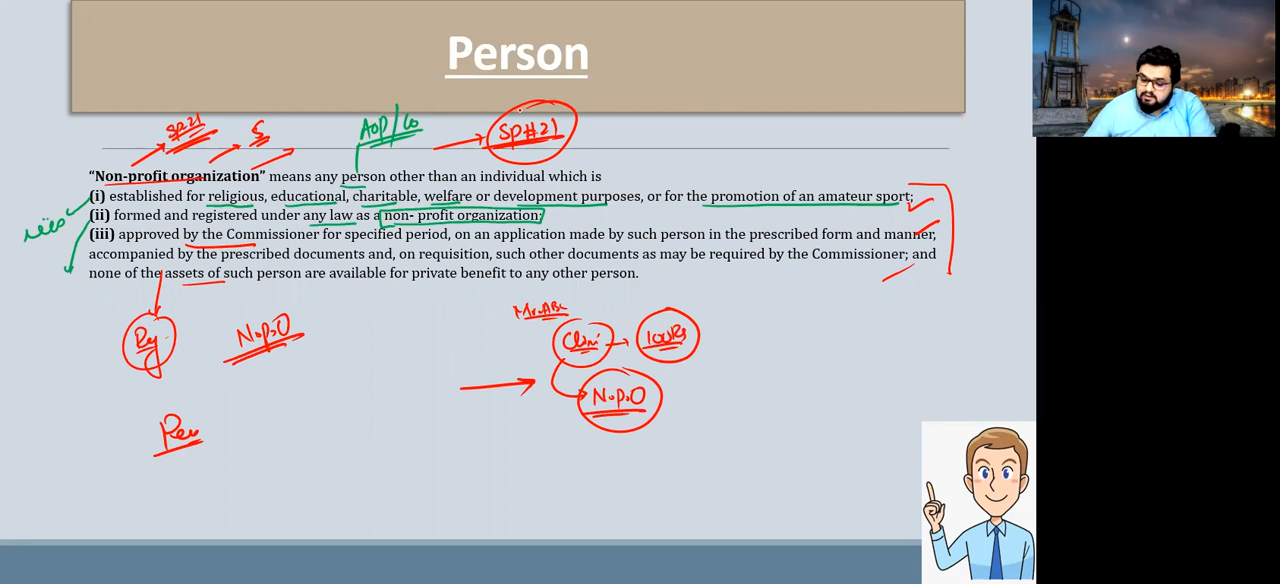 Person
Sp 21
S
AOP/Co
SP#21
“Non-profit organization” means any person other than an individual which is
(i) established for religious, educational, charitable, welfare or development purposes, or for the promotion of an amateur sport;
(ii) formed and registered under any law as a non- profit organization;
(iii) approved by the Commissioner for specified period, on an application made by such person in the prescribed form and manner,
accompanied by the prescribed documents and, on requisition, such other documents as may be required by the Commissioner; and
none of the assets of such person are available for private benefit to any other person.
Mr. ABC
N.P.O
100Rs
N.P.O